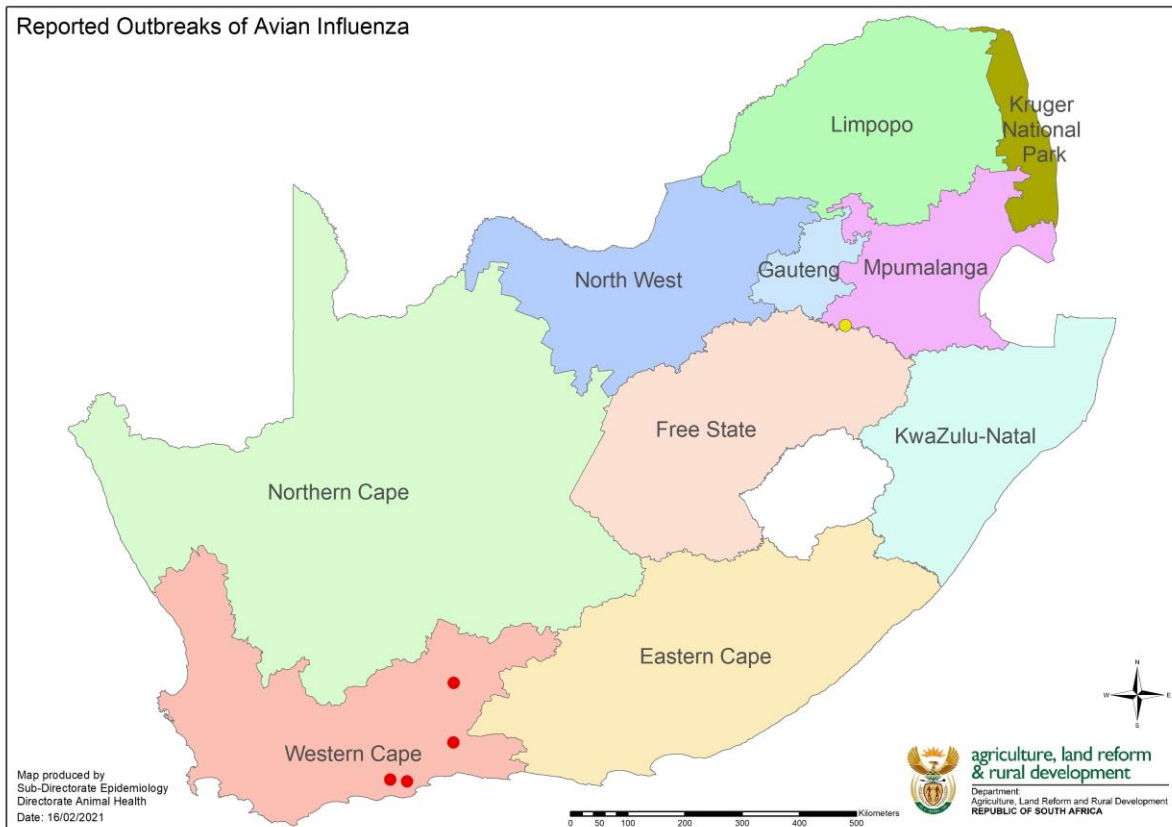 Reported Outbreaks of Avian Influenza
Limpopo
Kruger
National
Park
North West
Gauteng
Mpumalanga
Free State
KwaZulu-Natal
Northern Cape
Eastern Cape
Western Cape
N
W E
S
Map produced by
Sub-Directorate Epidemiology
Directorate Animal Health
Date: 16/02/2021
Kilometers
0 50 100 200 300 400 500
agriculture, land reform
& rural development
Department:
Agriculture, Land Reform and Rural Development
REPUBLIC OF SOUTH AFRICA